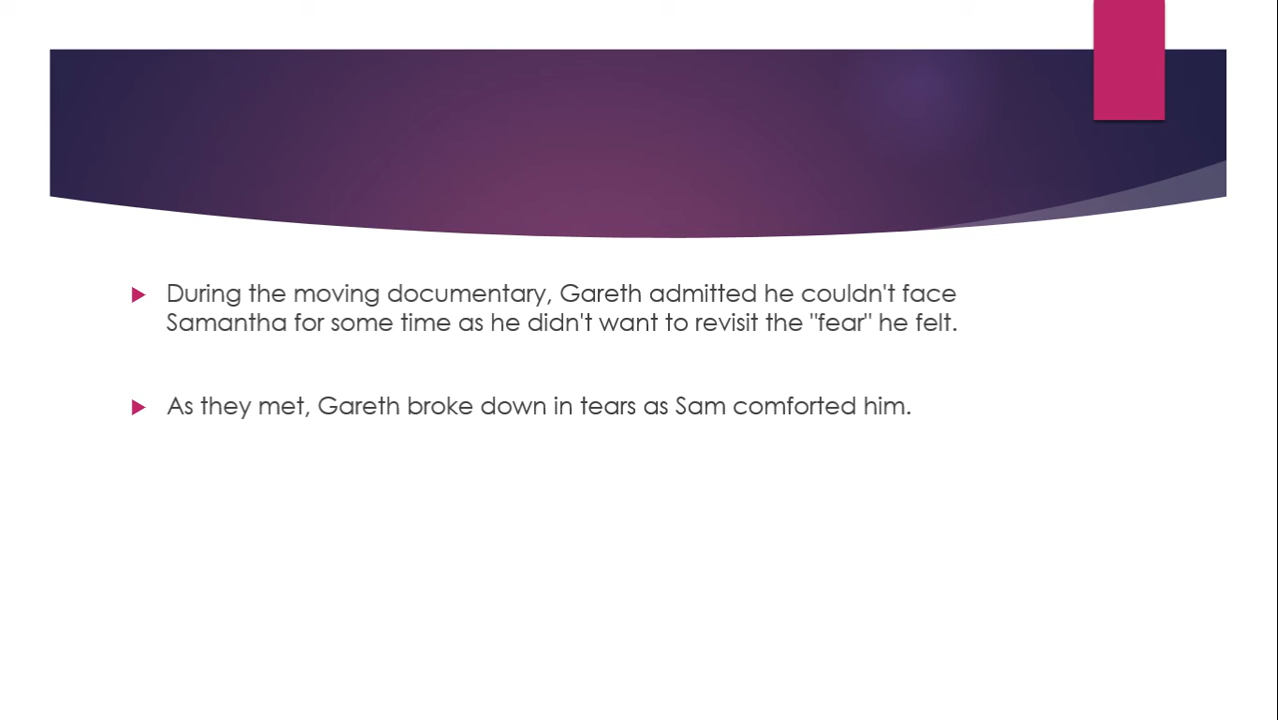 During the moving documentary, Gareth admitted he couldn't face
Samantha for some time as he didn't want to revisit the "fear" he felt.
As they met, Gareth broke down in tears as Sam comforted him.